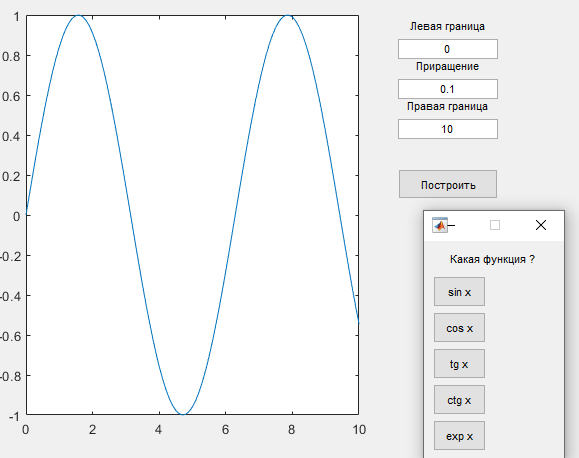 1
0.8
0.6
0.4
0.2
0
-0.2
-0.4
-0.6
-0.8
-1
0 2 4 6 8 10
Левая граница
0
Приращение
0.1
Правая граница
10
Построить
Какая функция ?
sin x
cos x
tg x
ctg x
exp x